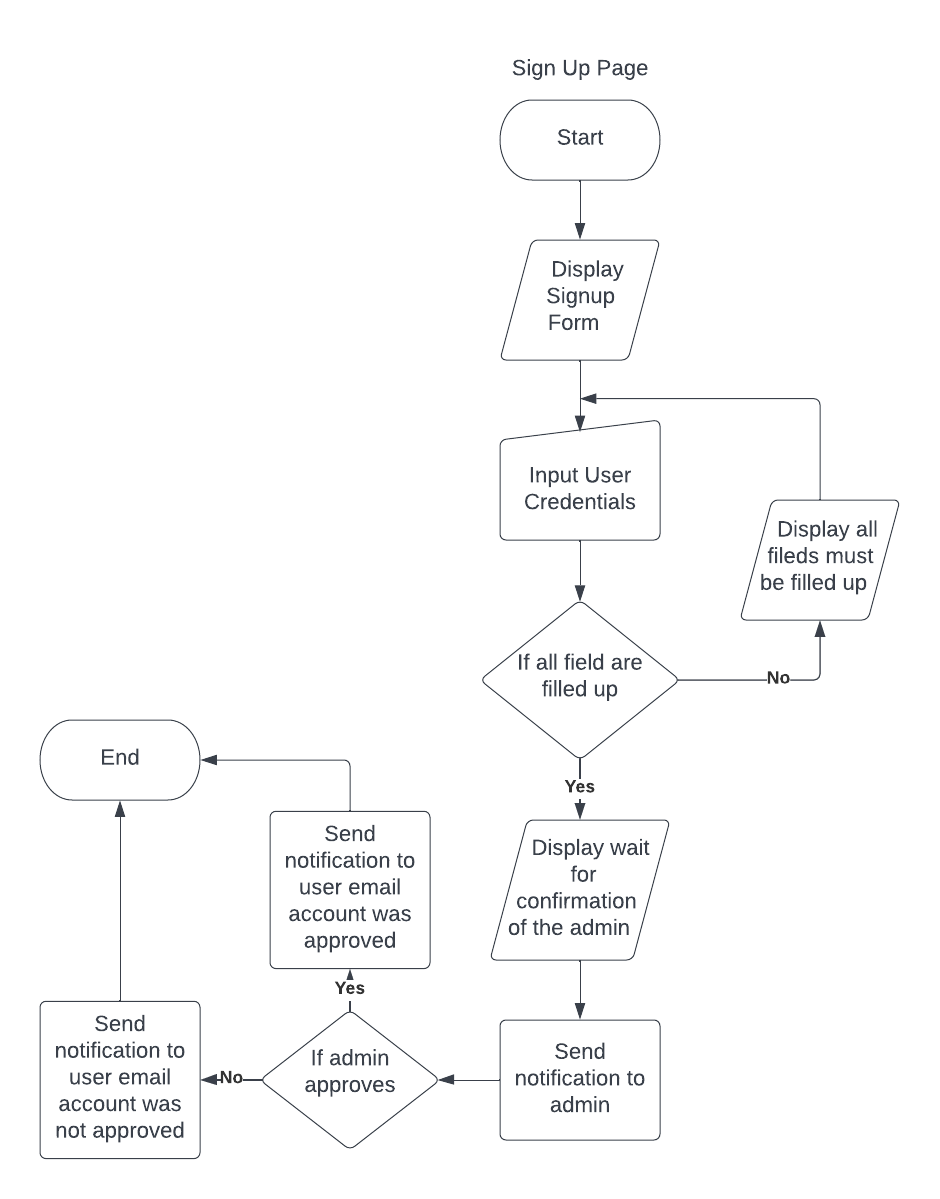 Sign Up Page
Start
Display
Signup
Form
Input User
Credentials
Display all
fileds must
be filled up
If all field are
filled up
No
Yes
Display wait
for
confirmation
of the admin
Send
notification to
admin
If admin
approves
Yes
Send
notification to
user email
account was
approved
No
Send
notification to
user email
account was
not approved
End